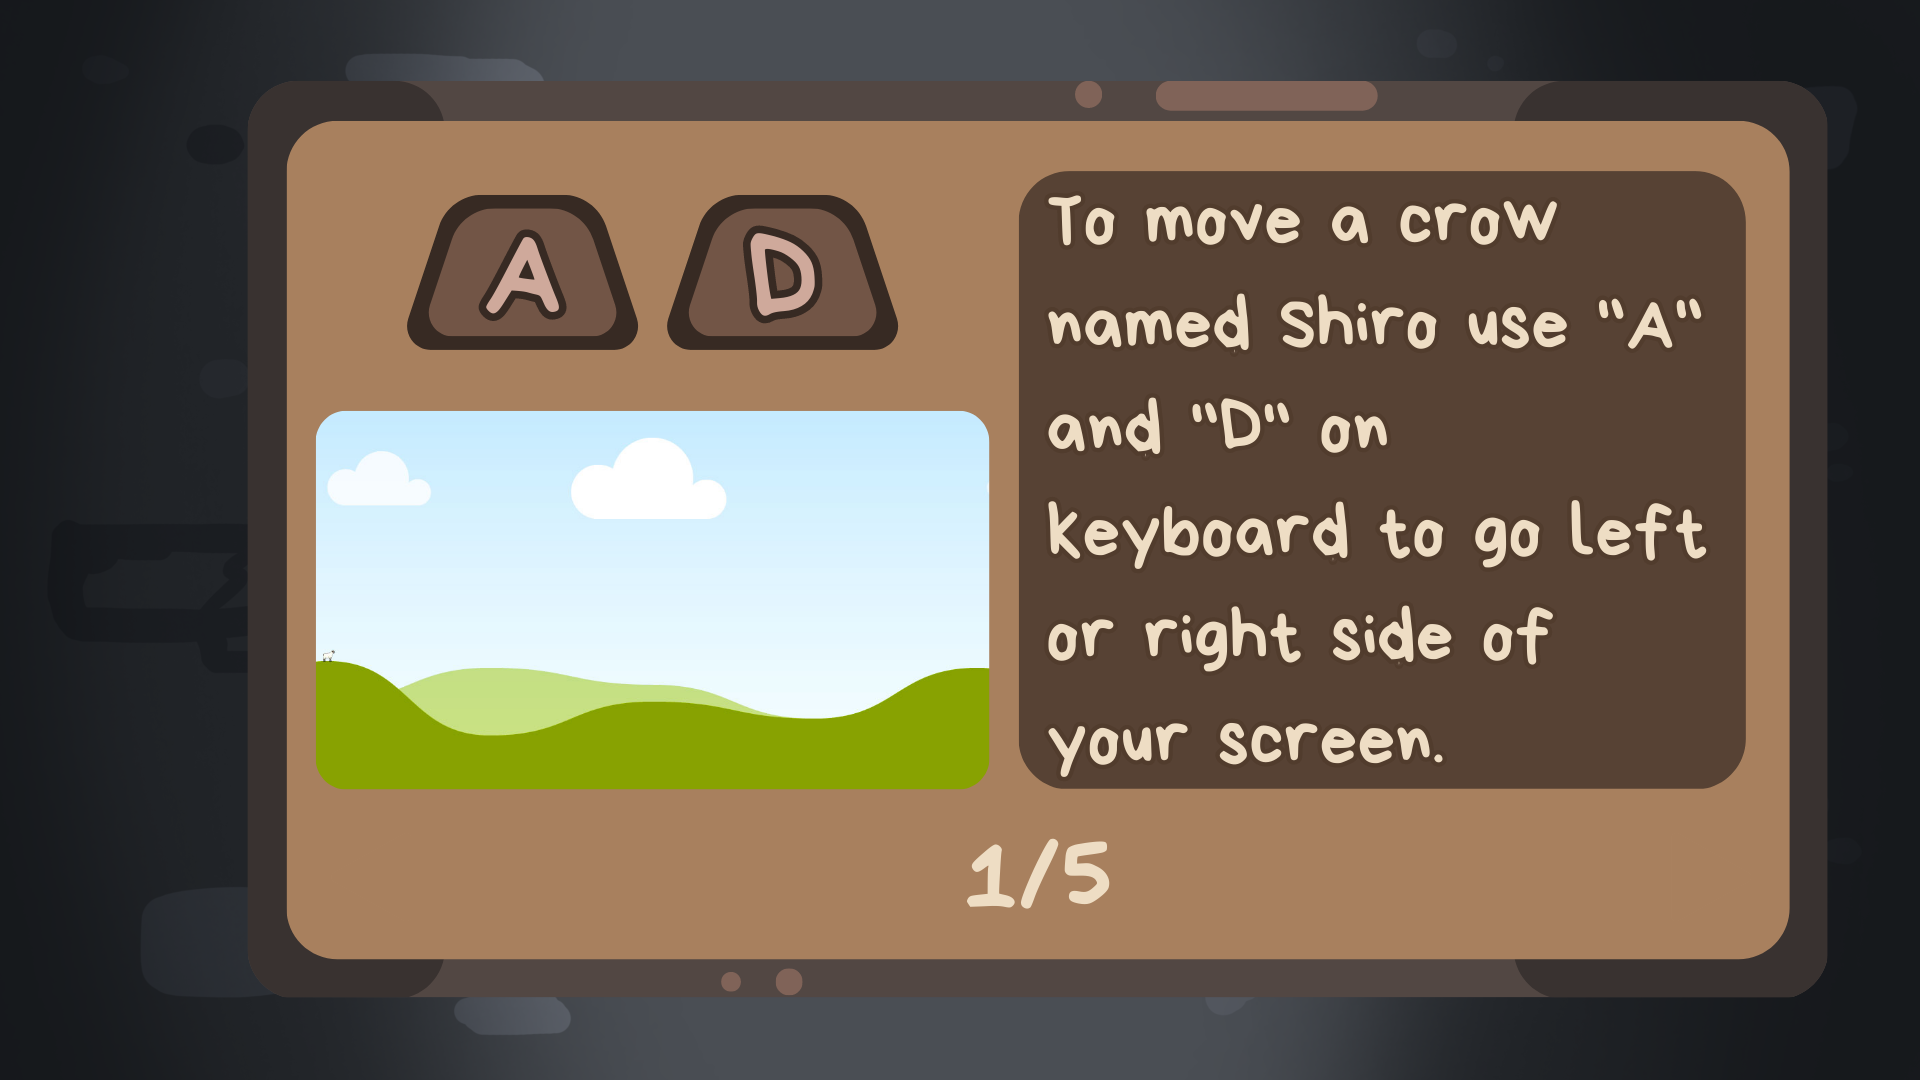 A D
To move a crow
named Shiro use "A"
and "D" on
keyboard to go left
or right side of
your screen.
1/5